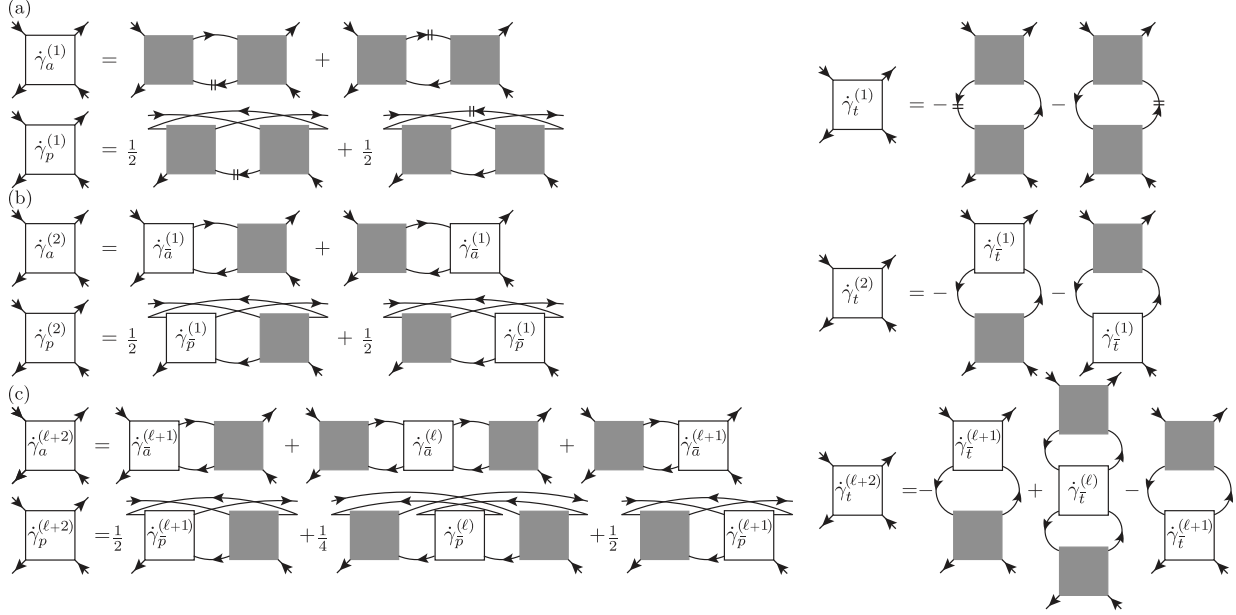 (a)
γ̇_a^{(1)} = +
γ̇_t^{(1)} = − −
γ̇_p^{(1)} = 1/2 + 1/2
(b)
γ̇_a^{(2)} = γ̇_ā^{(1)} + γ̇_ā^{(1)}
γ̇_t^{(2)} = − γ̇_t̄^{(1)} − γ̇_t̄^{(1)}
γ̇_p^{(2)} = 1/2 γ̇_p̄^{(1)} + 1/2 γ̇_p̄^{(1)}
(c)
γ̇_a^{(ℓ+2)} = γ̇_ā^{(ℓ+1)} + γ̇_ā^{(ℓ)} + γ̇_ā^{(ℓ+1)}
γ̇_t^{(ℓ+2)} = − γ̇_t̄^{(ℓ+1)} + γ̇_t̄^{(ℓ)} − γ̇_t̄^{(ℓ+1)}
γ̇_p^{(ℓ+2)} = 1/2 γ̇_p̄^{(ℓ+1)} + 1/4 γ̇_p̄^{(ℓ)} + 1/2 γ̇_p̄^{(ℓ+1)}